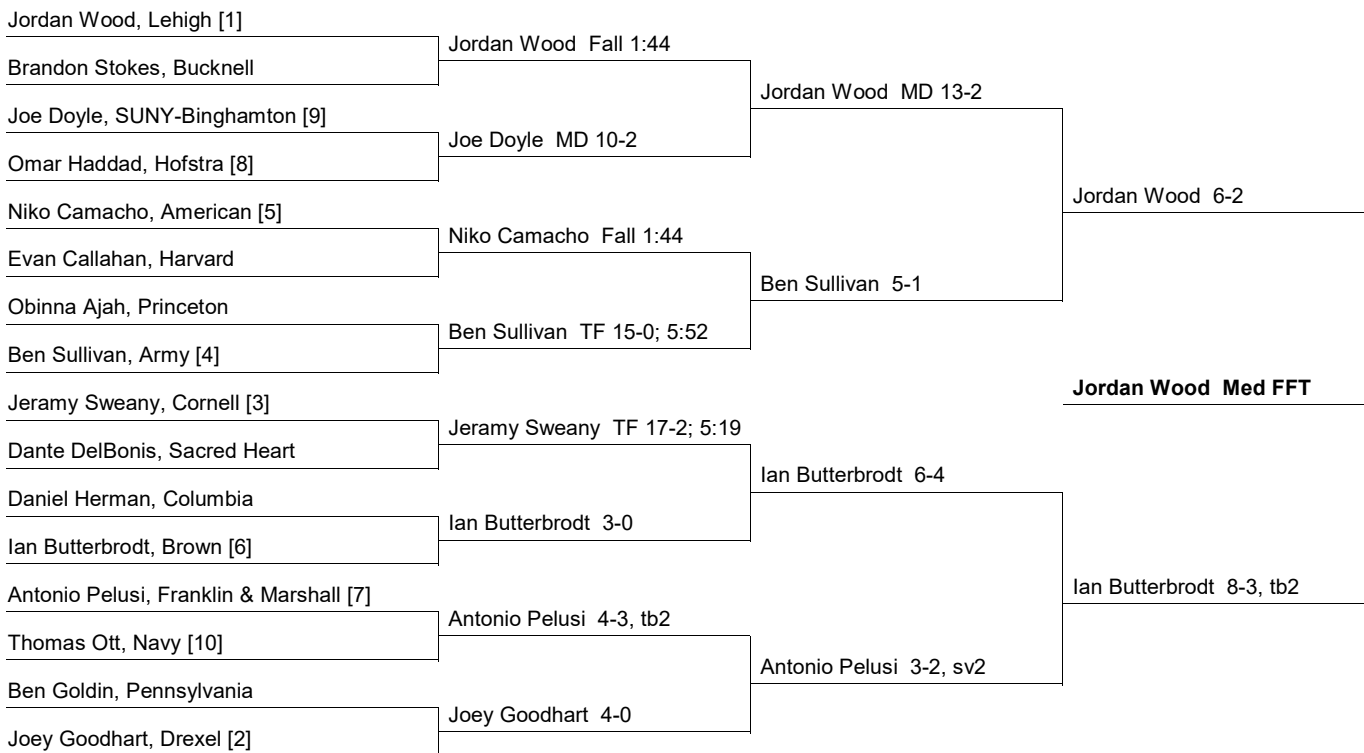 Jordan Wood, Lehigh [1]
Brandon Stokes, Bucknell
Joe Doyle, SUNY-Binghamton [9]
Omar Haddad, Hofstra [8]
Niko Camacho, American [5]
Evan Callahan, Harvard
Obinna Ajah, Princeton
Ben Sullivan, Army [4]
Jeramy Sweany, Cornell [3]
Dante DelBonis, Sacred Heart
Daniel Herman, Columbia
Ian Butterbrodt, Brown [6]
Antonio Pelusi, Franklin & Marshall [7]
Thomas Ott, Navy [10]
Ben Goldin, Pennsylvania
Joey Goodhart, Drexel [2]
Jordan Wood Fall 1:44
Joe Doyle MD 10-2
Niko Camacho Fall 1:44
Ben Sullivan TF 15-0; 5:52
Jeramy Sweany TF 17-2; 5:19
Ian Butterbrodt 3-0
Antonio Pelusi 4-3, tb2
Joey Goodhart 4-0
Jordan Wood MD 13-2
Ben Sullivan 5-1
Ian Butterbrodt 6-4
Antonio Pelusi 3-2, sv2
Jordan Wood 6-2
Jordan Wood Med FFT
Ian Butterbrodt 8-3, tb2